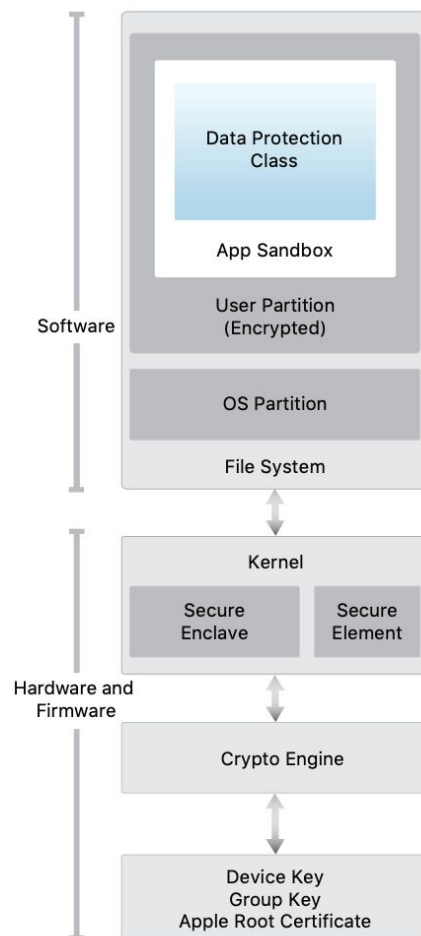 Data Protection
Class
App Sandbox
User Partition
(Encrypted)
Software
OS Partition
File System
Kernel
Secure
Enclave
Secure
Element
Hardware and
Firmware
Crypto Engine
Device Key
Group Key
Apple Root Certificate